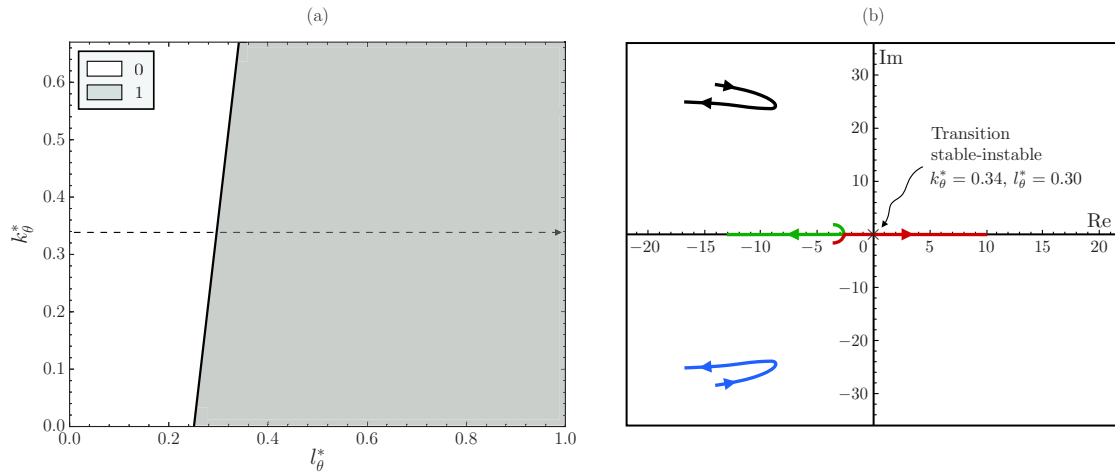 (a)
0
1
0.6
0.5
0.4
0.3
0.2
0.1
0.0
0.0 0.2 0.4 0.6 0.8 1.0
k*θ
l*θ
(b)
Im
Re
30
20
10
−10
−20
−30
−20 −15 −10 −5 0 5 10 15 20
Transition
stable-instable
k*θ = 0.34, l*θ = 0.30